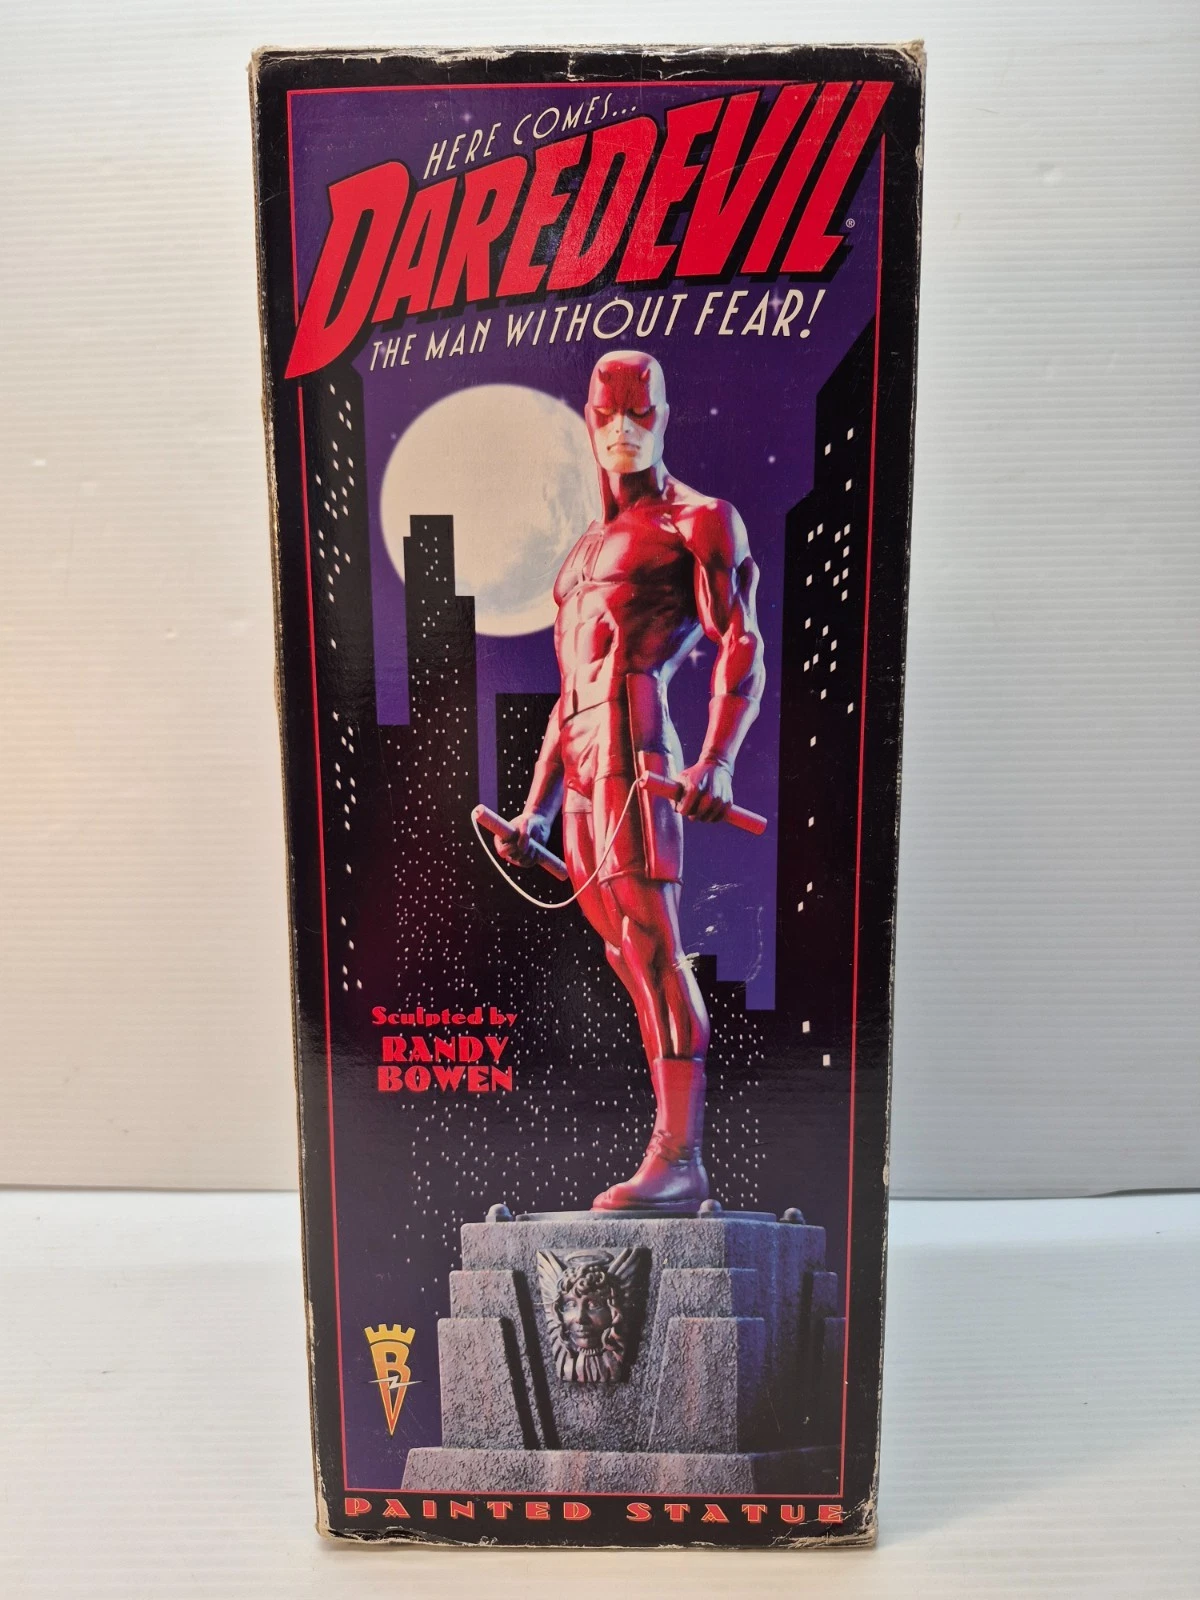 HERE COMES...
DAREDEVIL®
THE MAN WITHOUT FEAR!
Sculpted by
RANDY
BOWEN
B
PAINTED STATUE